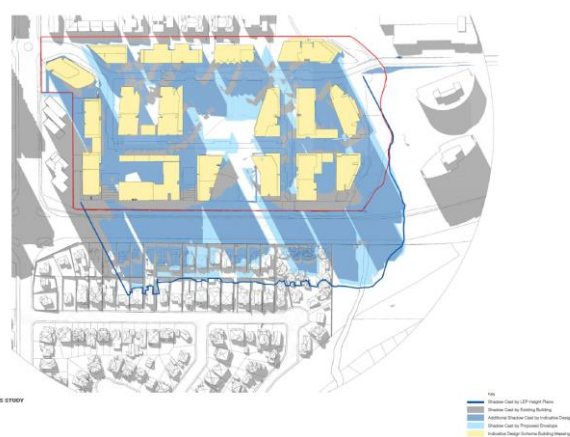 S STUDY
Key
Shadow Cast by LEP Height Plane
Shadow Cast by Existing Building
Additional Shadow Cast by Indicative Design
Shadow Cast by Proposed Envelope
Indicative Design Scheme Building Massing